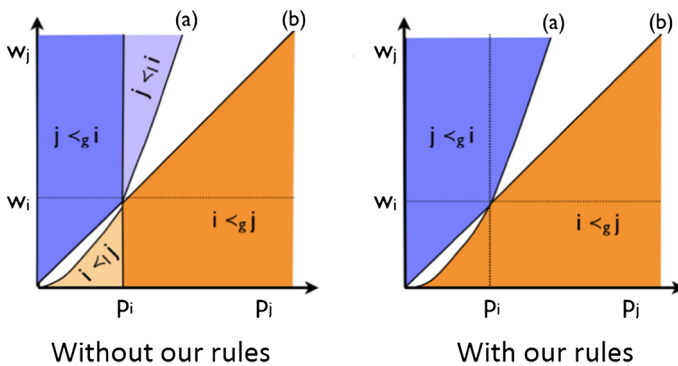 (a) (b)
wj
j ≺l i
j ≺g i
wi
i ≺g j
i ≺l j
pi pj
Without our rules
(a) (b)
wj
j ≺g i
wi
i ≺g j
pi pj
With our rules